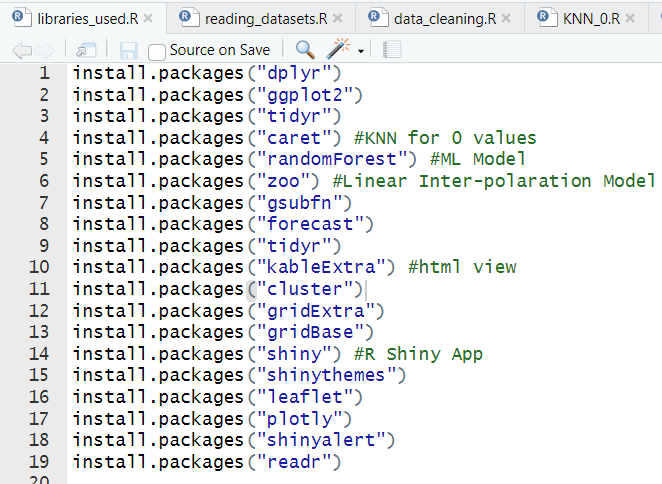 libraries_used.R reading_datasets.R data_cleaning.R KNN_0.R
Source on Save
1 install.packages("dplyr")
2 install.packages("ggplot2")
3 install.packages("tidyr")
4 install.packages("caret") #KNN for 0 values
5 install.packages("randomForest") #ML Model
6 install.packages("zoo") #Linear Inter-polaration Model
7 install.packages("gsubfn")
8 install.packages("forecast")
9 install.packages("tidyr")
10 install.packages("kableExtra") #html view
11 install.packages("cluster")
12 install.packages("gridExtra")
13 install.packages("gridBase")
14 install.packages("shiny") #R Shiny App
15 install.packages("shinythemes")
16 install.packages("leaflet")
17 install.packages("plotly")
18 install.packages("shinyalert")
19 install.packages("readr")
20